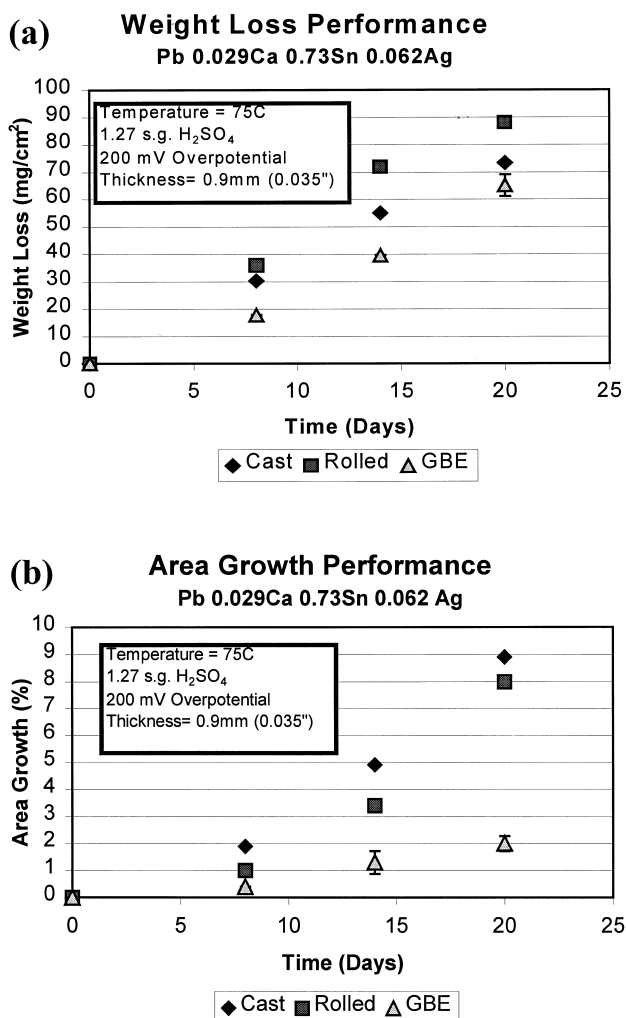 (a)
Weight Loss Performance
Pb 0.029Ca 0.73Sn 0.062Ag
Weight Loss (mg/cm²)
100
90
80
70
60
50
40
30
20
10
0
Temperature = 75C
1.27 s.g. H₂SO₄
200 mV Overpotential
Thickness= 0.9mm (0.035")
0 5 10 15 20 25
Time (Days)
Cast Rolled GBE
(b)
Area Growth Performance
Pb 0.029Ca 0.73Sn 0.062 Ag
Area Growth (%)
10
9
8
7
6
5
4
3
2
1
0
Temperature = 75C
1.27 s.g. H₂SO₄
200 mV Overpotential
Thickness= 0.9mm (0.035")
0 5 10 15 20 25
Time (Days)
Cast Rolled GBE